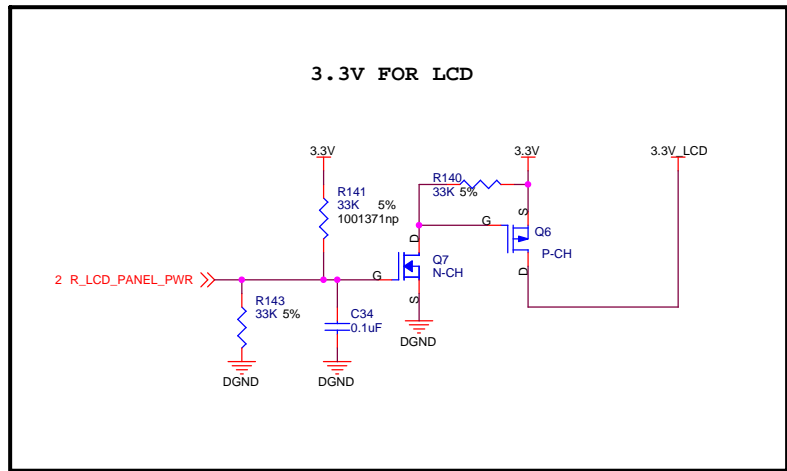 3.3V FOR LCD
3.3V
3.3V
3.3V_LCD
R141
33K 5%
1001371np
R140
33K 5%
S
G
Q6
P-CH
D
D
Q7
N-CH
G
S
2 R_LCD_PANEL_PWR
R143
33K 5%
C34
0.1uF
DGND
DGND
DGND